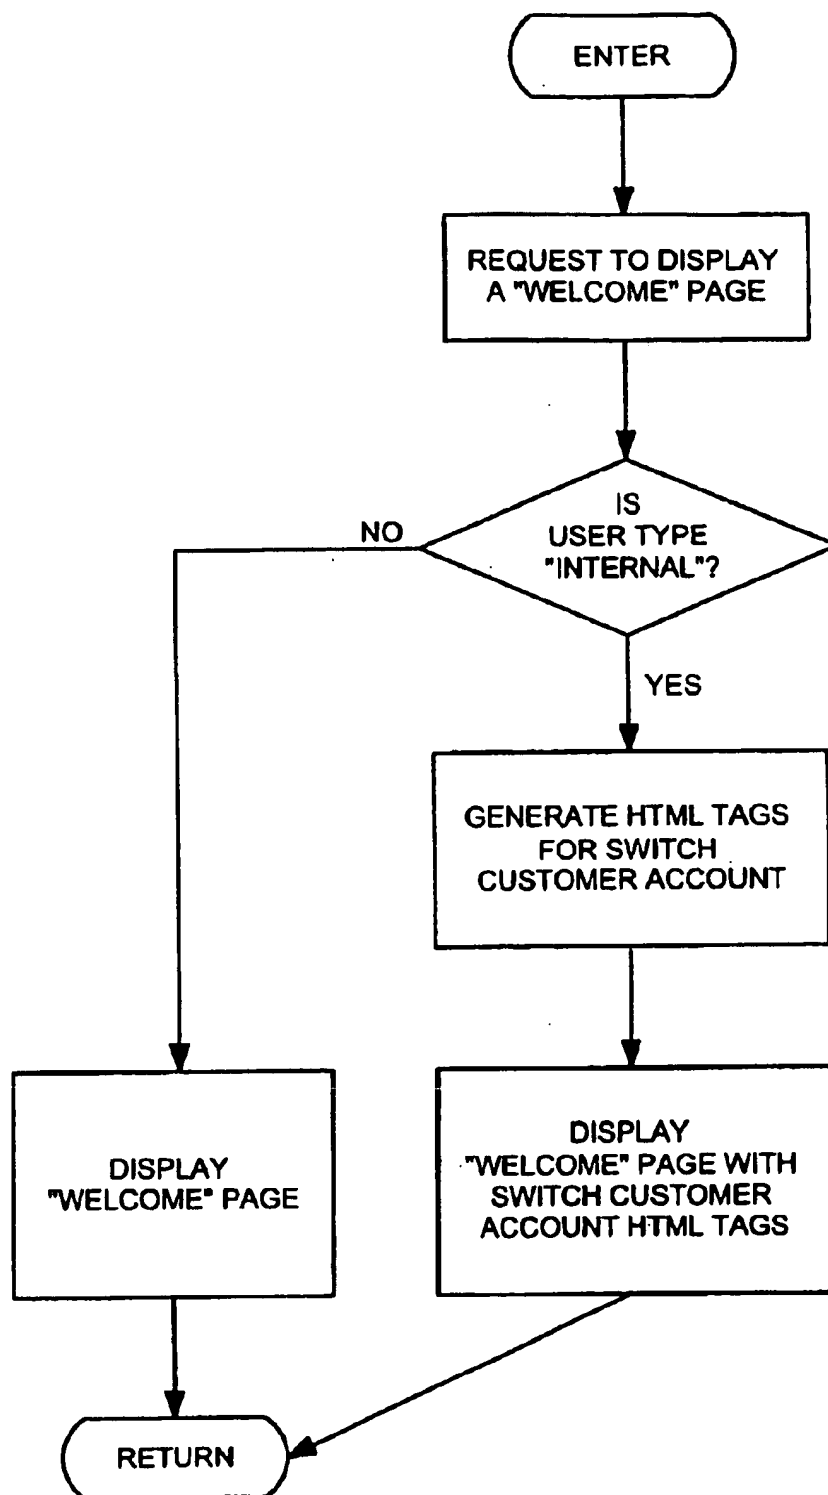 ENTER
REQUEST TO DISPLAY
A "WELCOME" PAGE
IS
USER TYPE
"INTERNAL"?
NO
YES
GENERATE HTML TAGS
FOR SWITCH
CUSTOMER ACCOUNT
DISPLAY
"WELCOME" PAGE
DISPLAY
"WELCOME" PAGE WITH
SWITCH CUSTOMER
ACCOUNT HTML TAGS
RETURN